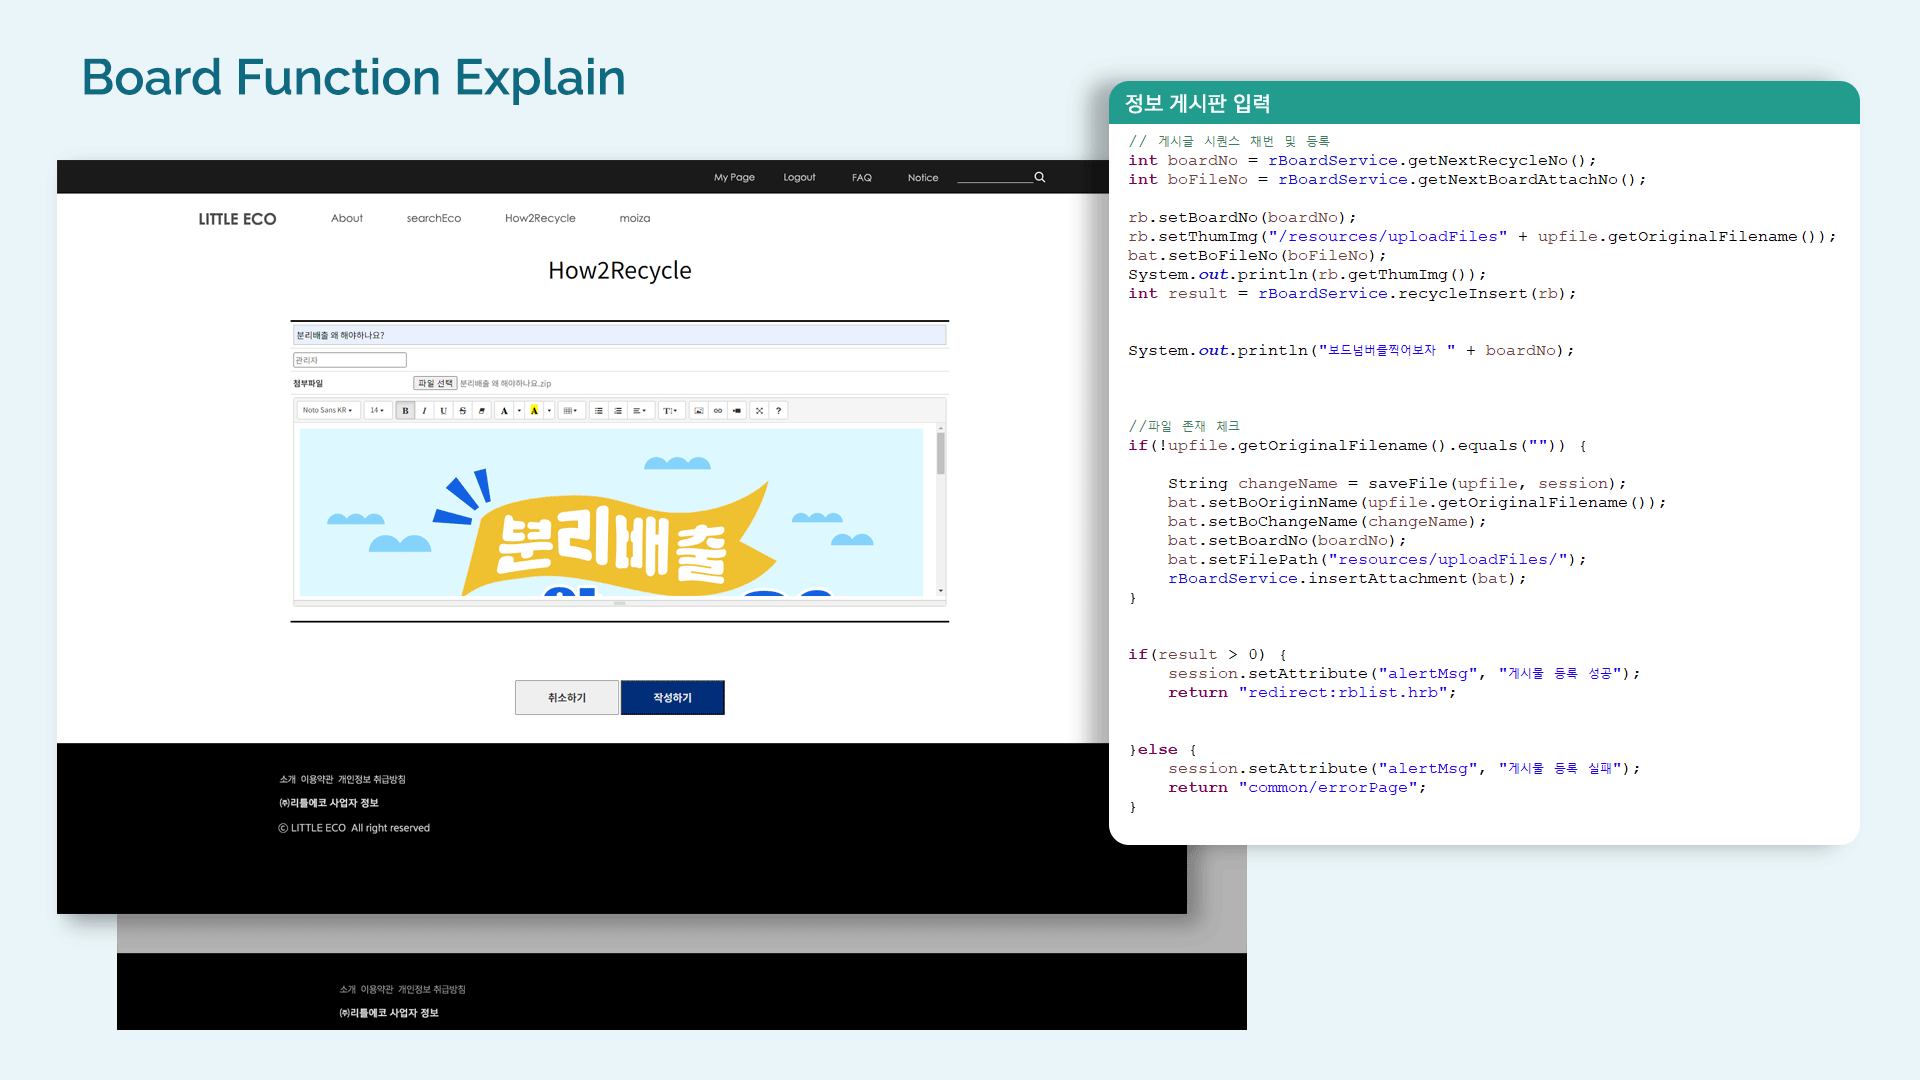 Board Function Explain
My Page Logout FAQ Notice
LITTLE ECO About searchEco How2Recycle moiza
How2Recycle
분리배출 왜 해야하나요?
관리자
첨부파일 파일 선택 분리배출 왜 해야하나요.zip
Noto Sans KR 14 B I U S A A T ?
분리배출
취소하기 작성하기
소개 이용약관 개인정보 취급방침
㈜리틀에코 사업자 정보
ⓒ LITTLE ECO All right reserved
소개 이용약관 개인정보 취급방침
㈜리틀에코 사업자 정보
정보 게시판 입력
// 게시글 시퀀스 채번 및 등록
int boardNo = rBoardService.getNextRecycleNo();
int boFileNo = rBoardService.getNextBoardAttachNo();
rb.setBoardNo(boardNo);
rb.setThumImg("/resources/uploadFiles" + upfile.getOriginalFilename());
bat.setBoFileNo(boFileNo);
System.out.println(rb.getThumImg());
int result = rBoardService.recycleInsert(rb);
System.out.println("보드넘버를찍어보자 " + boardNo);
//파일 존재 체크
if(!upfile.getOriginalFilename().equals("")) {
String changeName = saveFile(upfile, session);
bat.setBoOriginName(upfile.getOriginalFilename());
bat.setBoChangeName(changeName);
bat.setBoardNo(boardNo);
bat.setFilePath("resources/uploadFiles/");
rBoardService.insertAttachment(bat);
}
if(result > 0) {
session.setAttribute("alertMsg", "게시물 등록 성공");
return "redirect:rblist.hrb";
}else {
session.setAttribute("alertMsg", "게시물 등록 실패");
return "common/errorPage";
}